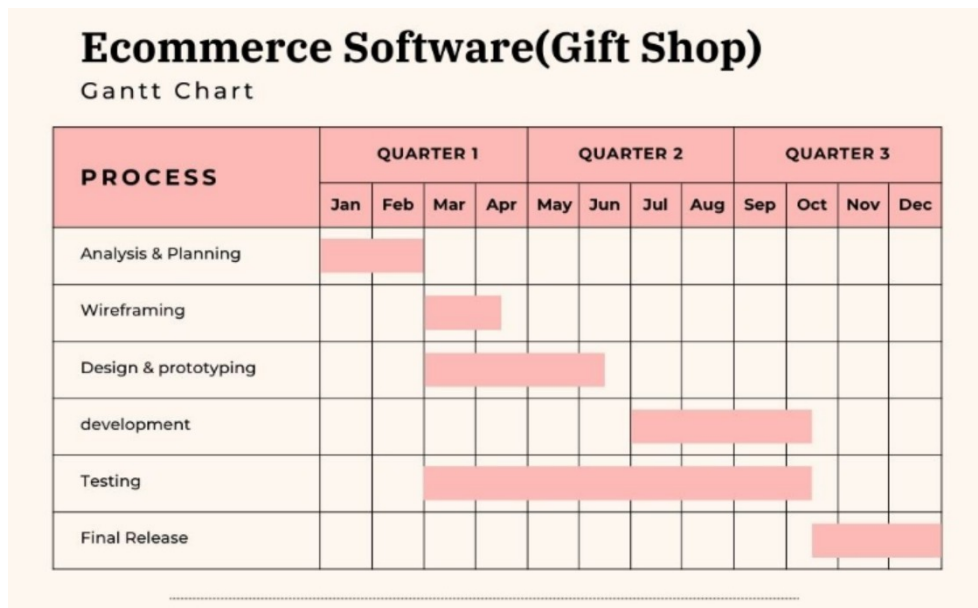 Ecommerce Software(Gift Shop)
Gantt Chart
PROCESS
QUARTER 1 QUARTER 2 QUARTER 3
Jan Feb Mar Apr May Jun Jul Aug Sep Oct Nov Dec
Analysis & Planning
Wireframing
Design & prototyping
development
Testing
Final Release